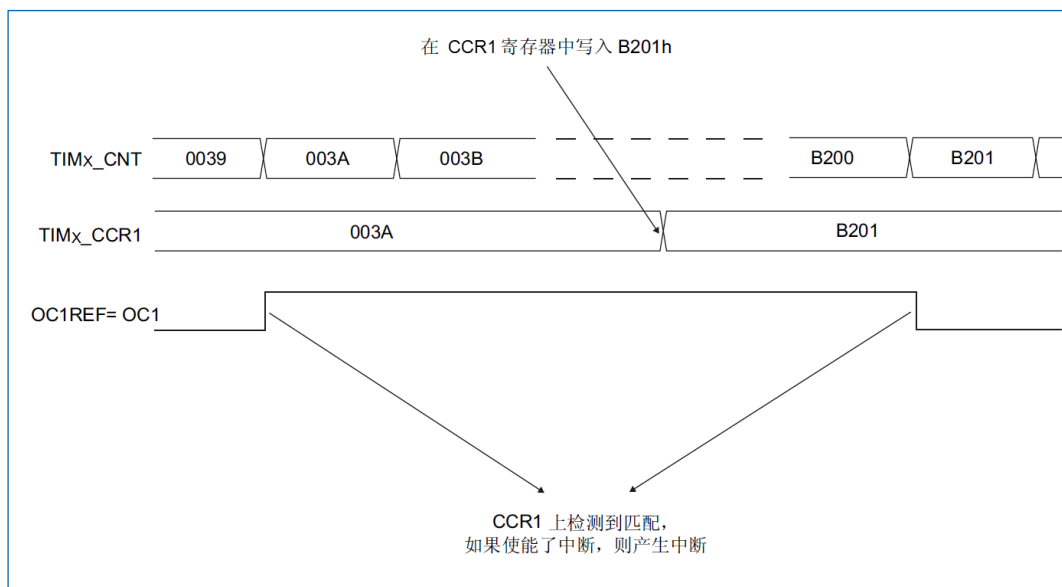 在 CCR1 寄存器中写入 B201h
TIMx_CNT 0039 003A 003B B200 B201
TIMx_CCR1 003A B201
OC1REF= OC1
CCR1 上检测到匹配，
如果使能了中断，则产生中断